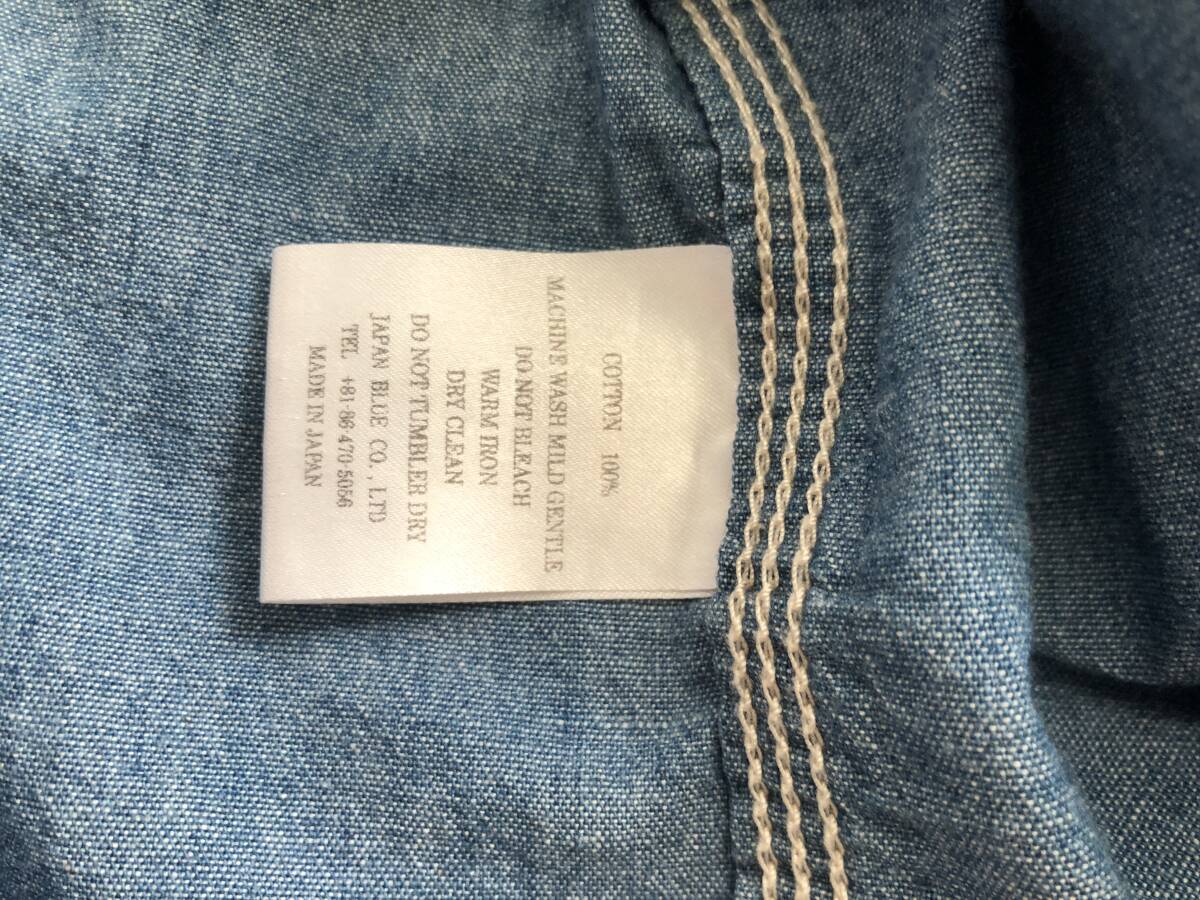 COTTON 100%
MACHINE WASH MILD GENTLE
DO NOT BLEACH
WARM IRON
DRY CLEAN
DO NOT TUMBLER DRY
JAPAN BLUE CO., LTD
TEL +81-86-470-5056
MADE IN JAPAN